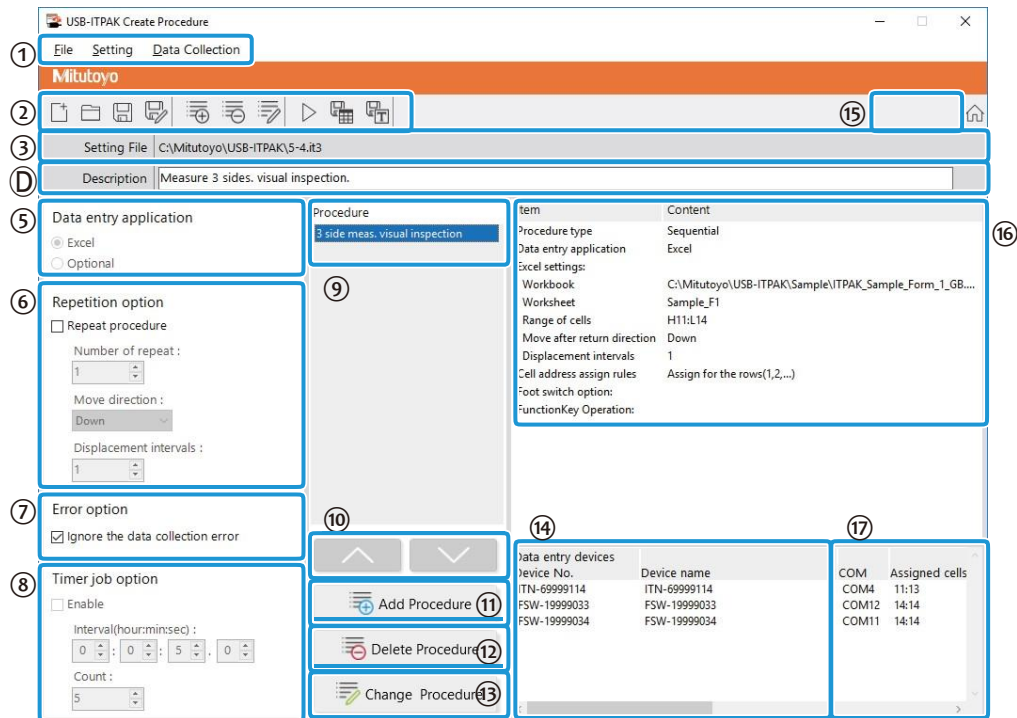 USB-ITPAK Create Procedure
① File Setting Data Collection
Mitutoyo
② ⑮
③ Setting File C:\Mitutoyo\USB-ITPAK\5-4.it3
Ⓓ Description Measure 3 sides. visual inspection.
⑤ Data entry application
Excel
Optional
⑥ Repetition option
Repeat procedure
Number of repeat :
1
Move direction :
Down
Displacement intervals :
1
⑦ Error option
Ignore the data collection error
⑧ Timer job option
Enable
Interval(hour:min:sec) :
0 : 0 : 5 . 0
Count :
5
Procedure
3 side meas. visual inspection
⑨
⑩
Add Procedure ⑪
Delete Procedure ⑫
Change Procedure ⑬
Item Content
⑯
Procedure type Sequential
Data entry application Excel
Excel settings:
Workbook C:\Mitutoyo\USB-ITPAK\Sample\ITPAK_Sample_Form_1_GB....
Worksheet Sample_F1
Range of cells H11:L14
Move after return direction Down
Displacement intervals 1
Cell address assign rules Assign for the rows(1,2,...)
Foot switch option:
FunctionKey Operation:
⑭ ⑰
Data entry devices
Device No. Device name COM Assigned cells
ITN-69999114 ITN-69999114 COM4 11:13
FSW-19999033 FSW-19999033 COM12 14:14
FSW-19999034 FSW-19999034 COM11 14:14